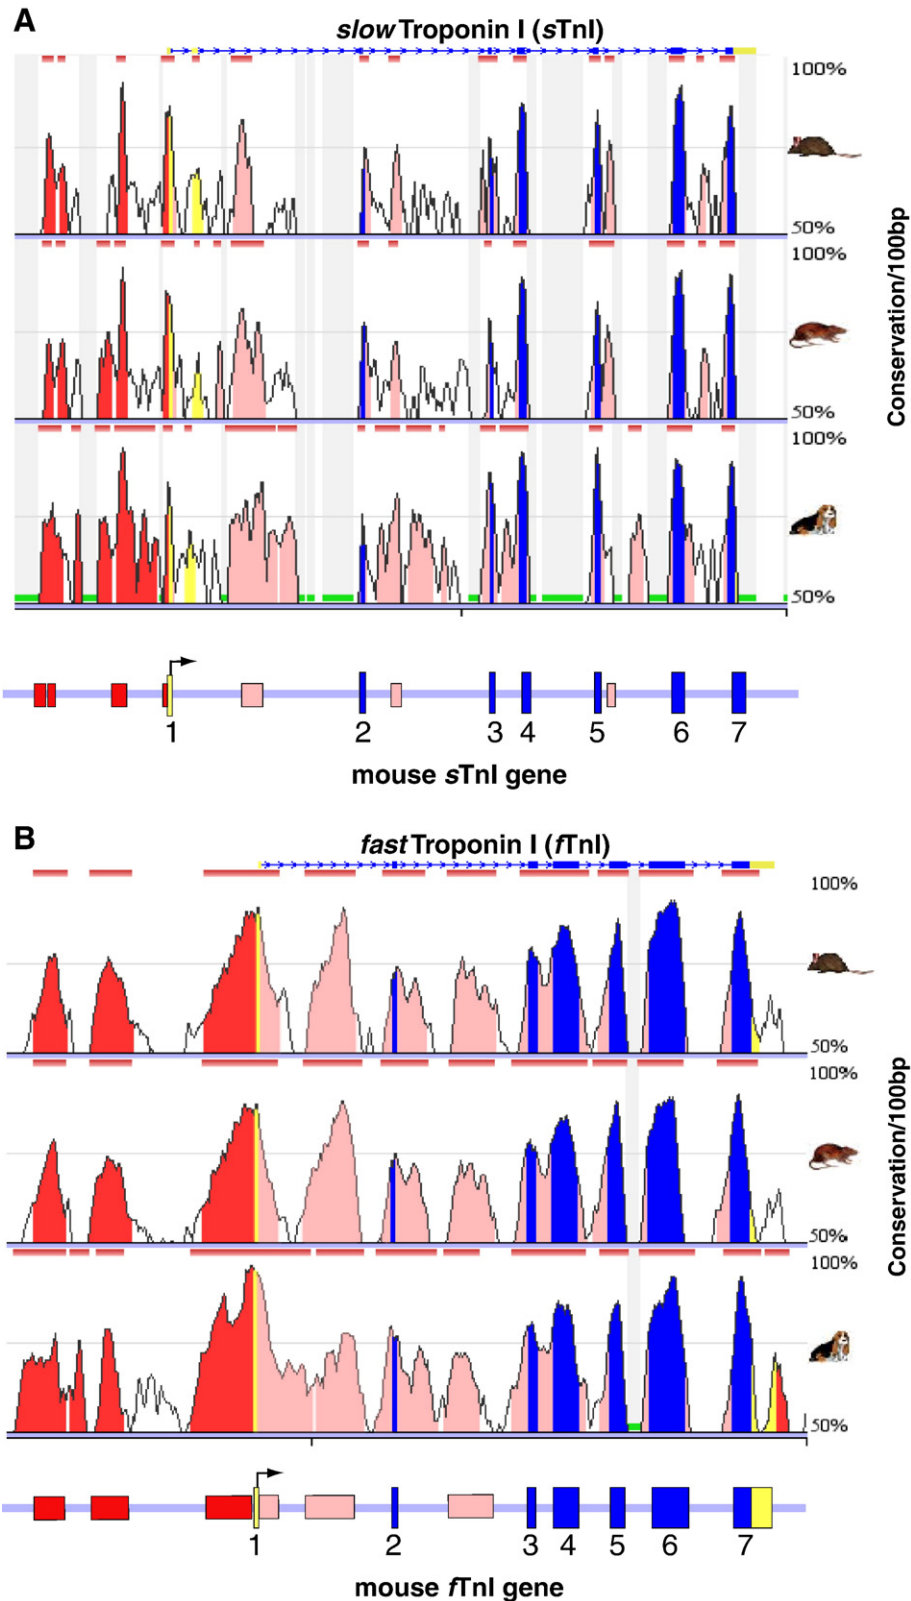 A
slow Troponin I (sTnI)
100%
50%
100%
50%
100%
50%
Conservation/100bp
1 2 3 4 5 6 7
mouse sTnI gene
B
fast Troponin I (fTnI)
100%
50%
100%
50%
100%
50%
Conservation/100bp
1 2 3 4 5 6 7
mouse fTnI gene